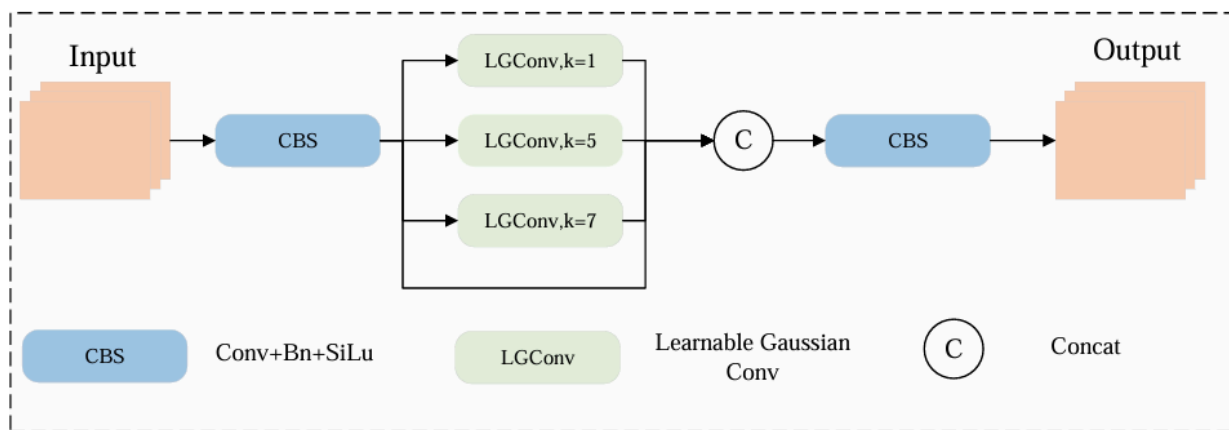 Input
Output
LGConv,k=1
CBS
LGConv,k=5
C
CBS
LGConv,k=7
CBS
Conv+Bn+SiLu
LGConv
Learnable Gaussian
Conv
C
Concat